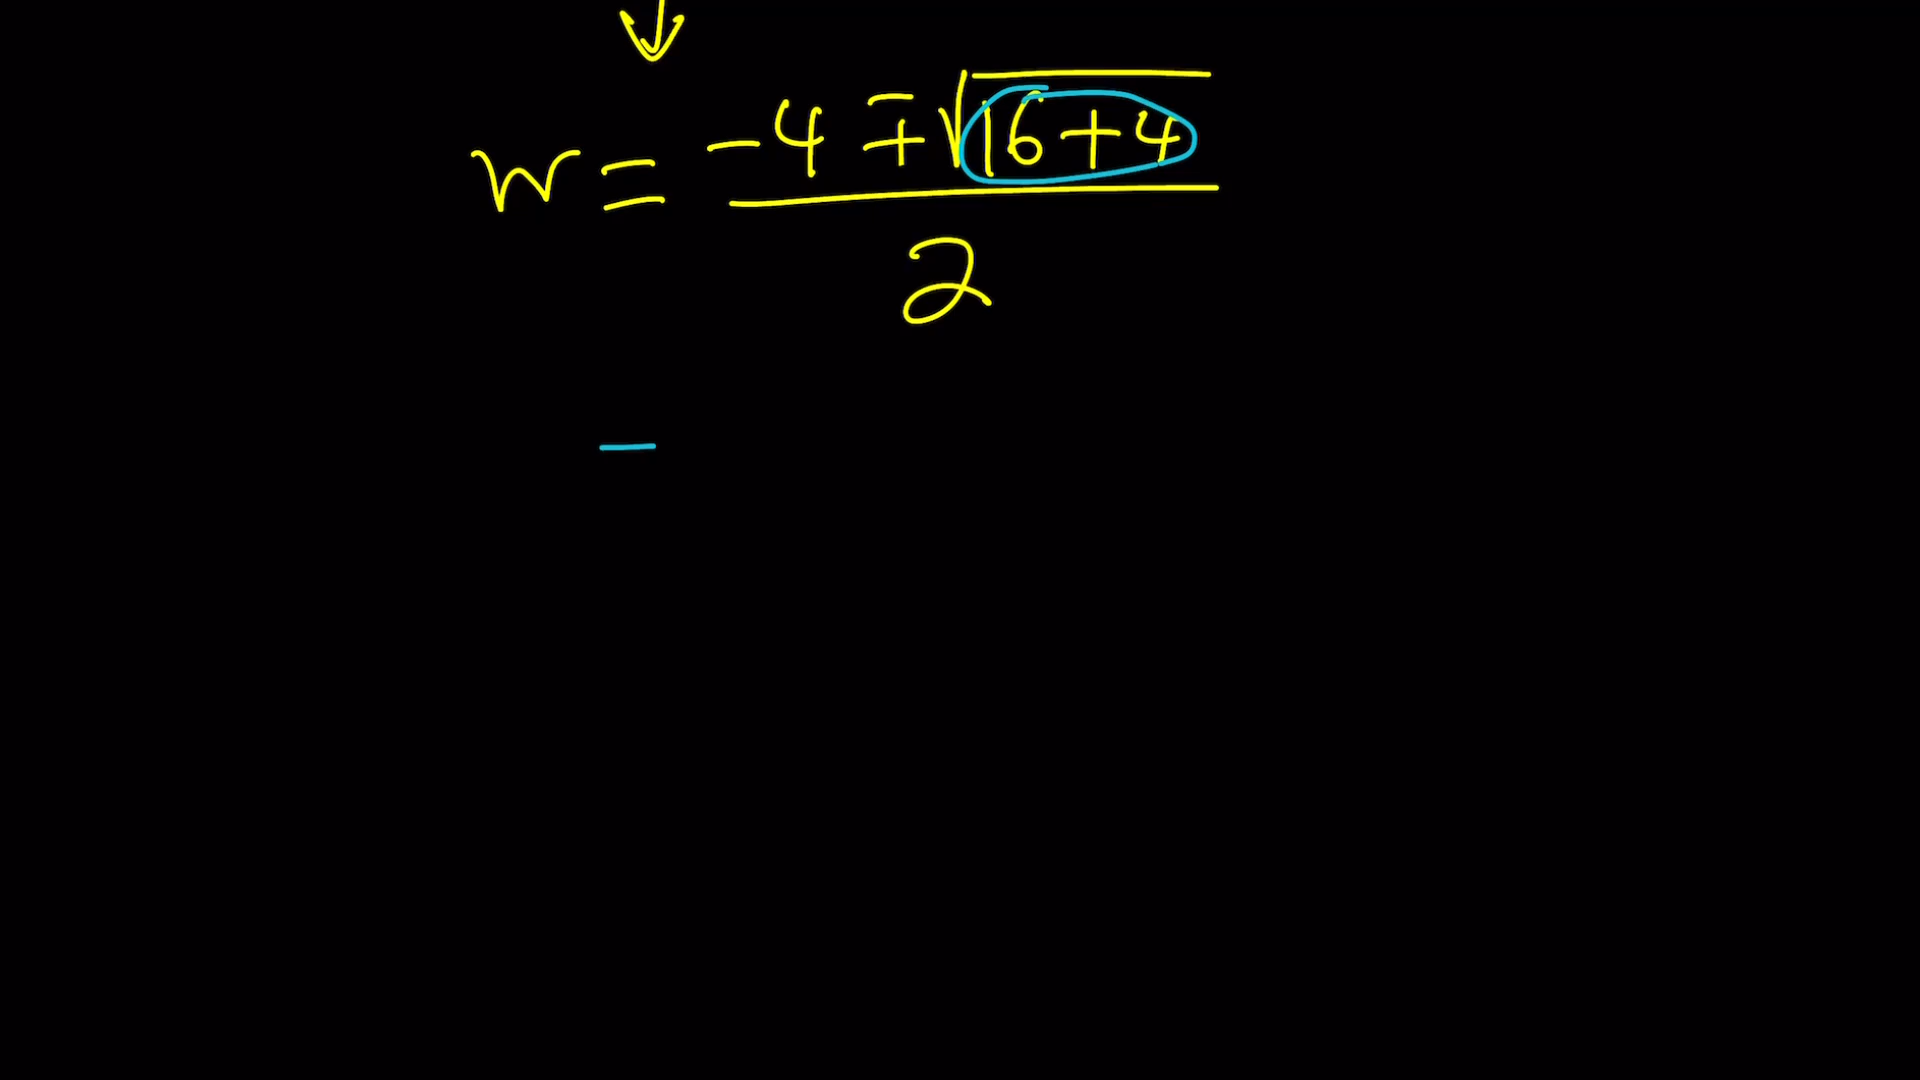 w = (-4 ∓ √(16+4)) / 2
−